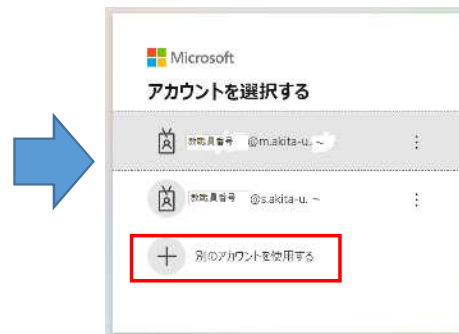 Microsoft
アカウントを選択する
教職員番号 @m.akita-u. ~
教職員番号 @s.akita-u. ~
別のアカウントを使用する